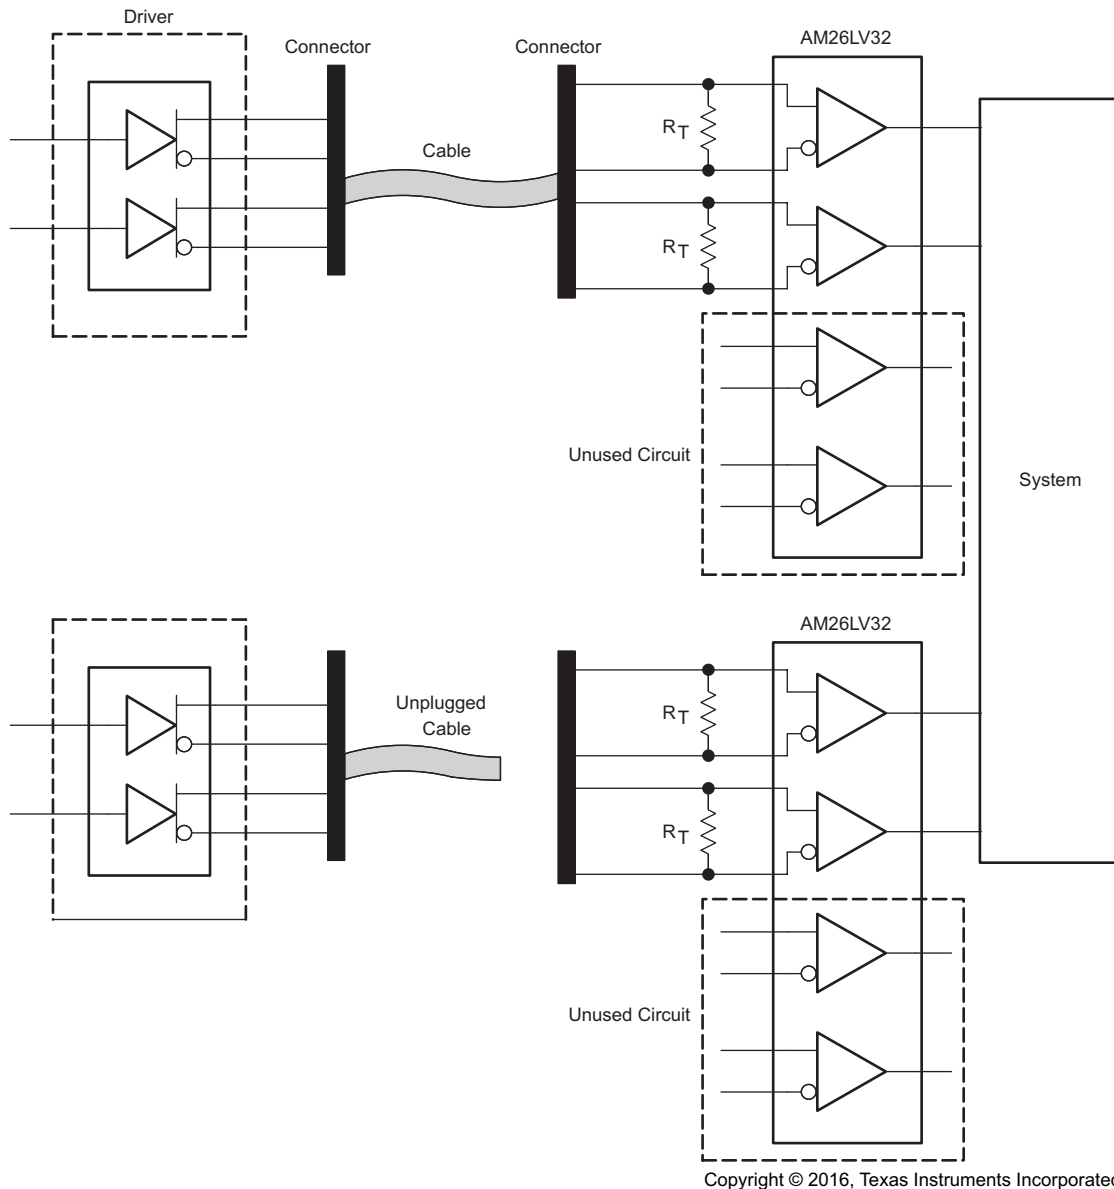 Driver
Connector
Connector
AM26LV32
RT
Cable
RT
Unused Circuit
System
AM26LV32
Unplugged
Cable
RT
RT
Unused Circuit
Copyright © 2016, Texas Instruments Incorporated